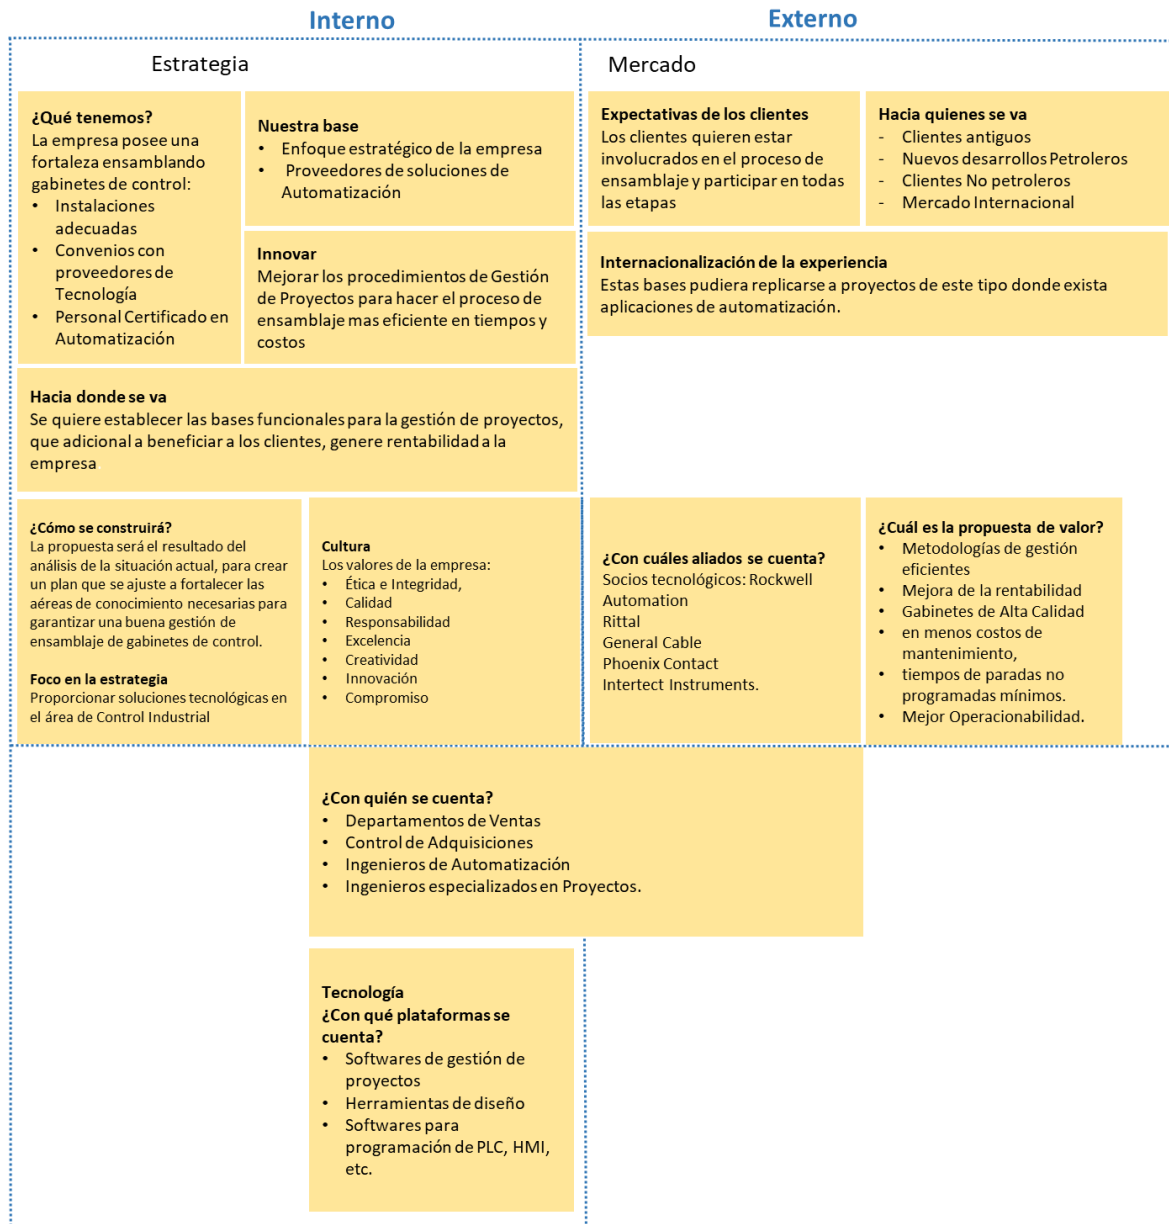 Interno
Externo
Estrategia
Mercado
¿Qué tenemos?
La empresa posee una
fortaleza ensamblando
gabinetes de control:
• Instalaciones
adecuadas
• Convenios con
proveedores de
Tecnología
• Personal Certificado en
Automatización
Nuestra base
• Enfoque estratégico de la empresa
• Proveedores de soluciones de
Automatización
Innovar
Mejorar los procedimientos de Gestión
de Proyectos para hacer el proceso de
ensamblaje mas eficiente en tiempos y
costos
Expectativas de los clientes
Los clientes quieren estar
involucrados en el proceso de
ensamblaje y participar en todas
las etapas
Hacia quienes se va
- Clientes antiguos
- Nuevos desarrollos Petroleros
- Clientes No petroleros
- Mercado Internacional
Internacionalización de la experiencia
Estas bases pudiera replicarse a proyectos de este tipo donde exista
aplicaciones de automatización.
Hacia donde se va
Se quiere establecer las bases funcionales para la gestión de proyectos,
que adicional a beneficiar a los clientes, genere rentabilidad a la
empresa
¿Cómo se construirá?
La propuesta será el resultado del
análisis de la situación actual, para crear
un plan que se ajuste a fortalecer las
aéreas de conocimiento necesarias para
garantizar una buena gestión de
ensamblaje de gabinetes de control.
Foco en la estrategia
Proporcionar soluciones tecnológicas en
el área de Control Industrial
Cultura
Los valores de la empresa:
• Ética e Integridad,
• Calidad
• Responsabilidad
• Excelencia
• Creatividad
• Innovación
• Compromiso
¿Con cuáles aliados se cuenta?
Socios tecnológicos: Rockwell
Automation
Rittal
General Cable
Phoenix Contact
Intertect Instruments.
¿Cuál es la propuesta de valor?
• Metodologías de gestión
eficientes
• Mejora de la rentabilidad
• Gabinetes de Alta Calidad
• en menos costos de
mantenimiento,
• tiempos de paradas no
programadas mínimos.
• Mejor Operacionabilidad.
¿Con quién se cuenta?
• Departamentos de Ventas
• Control de Adquisiciones
• Ingenieros de Automatización
• Ingenieros especializados en Proyectos.
Tecnología
¿Con qué plataformas se
cuenta?
• Softwares de gestión de
proyectos
• Herramientas de diseño
• Softwares para
programación de PLC, HMI,
etc.